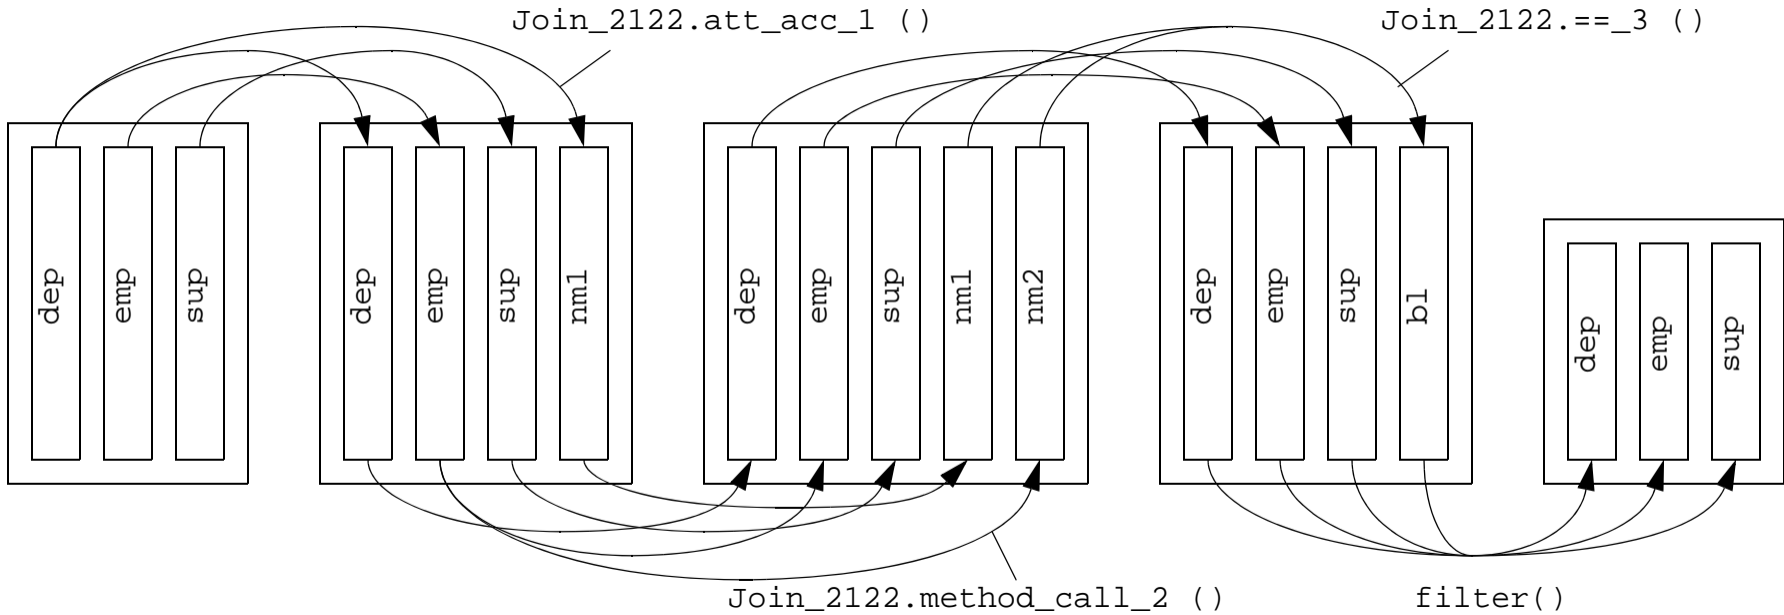 Join_2122.att_acc_1 ()
Join_2122.==_3 ()
dep
emp
sup
dep
emp
sup
nm1
dep
emp
sup
nm1
nm2
dep
emp
sup
bl
dep
emp
sup
Join_2122.method_call_2 ()
filter()